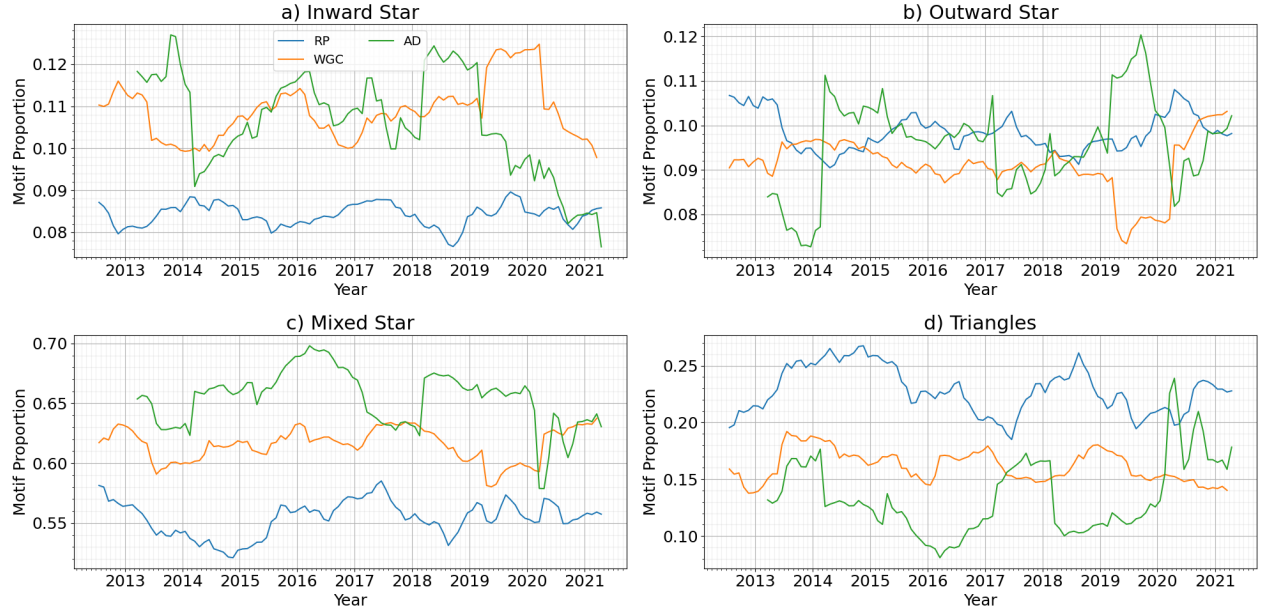 a) Inward Star
Motif Proportion
0.12
0.11
0.10
0.09
0.08
RP
WGC
AD
2013 2014 2015 2016 2017 2018 2019 2020 2021
Year
b) Outward Star
Motif Proportion
0.12
0.11
0.10
0.09
0.08
2013 2014 2015 2016 2017 2018 2019 2020 2021
Year
c) Mixed Star
Motif Proportion
0.70
0.65
0.60
0.55
2013 2014 2015 2016 2017 2018 2019 2020 2021
Year
d) Triangles
Motif Proportion
0.25
0.20
0.15
0.10
2013 2014 2015 2016 2017 2018 2019 2020 2021
Year